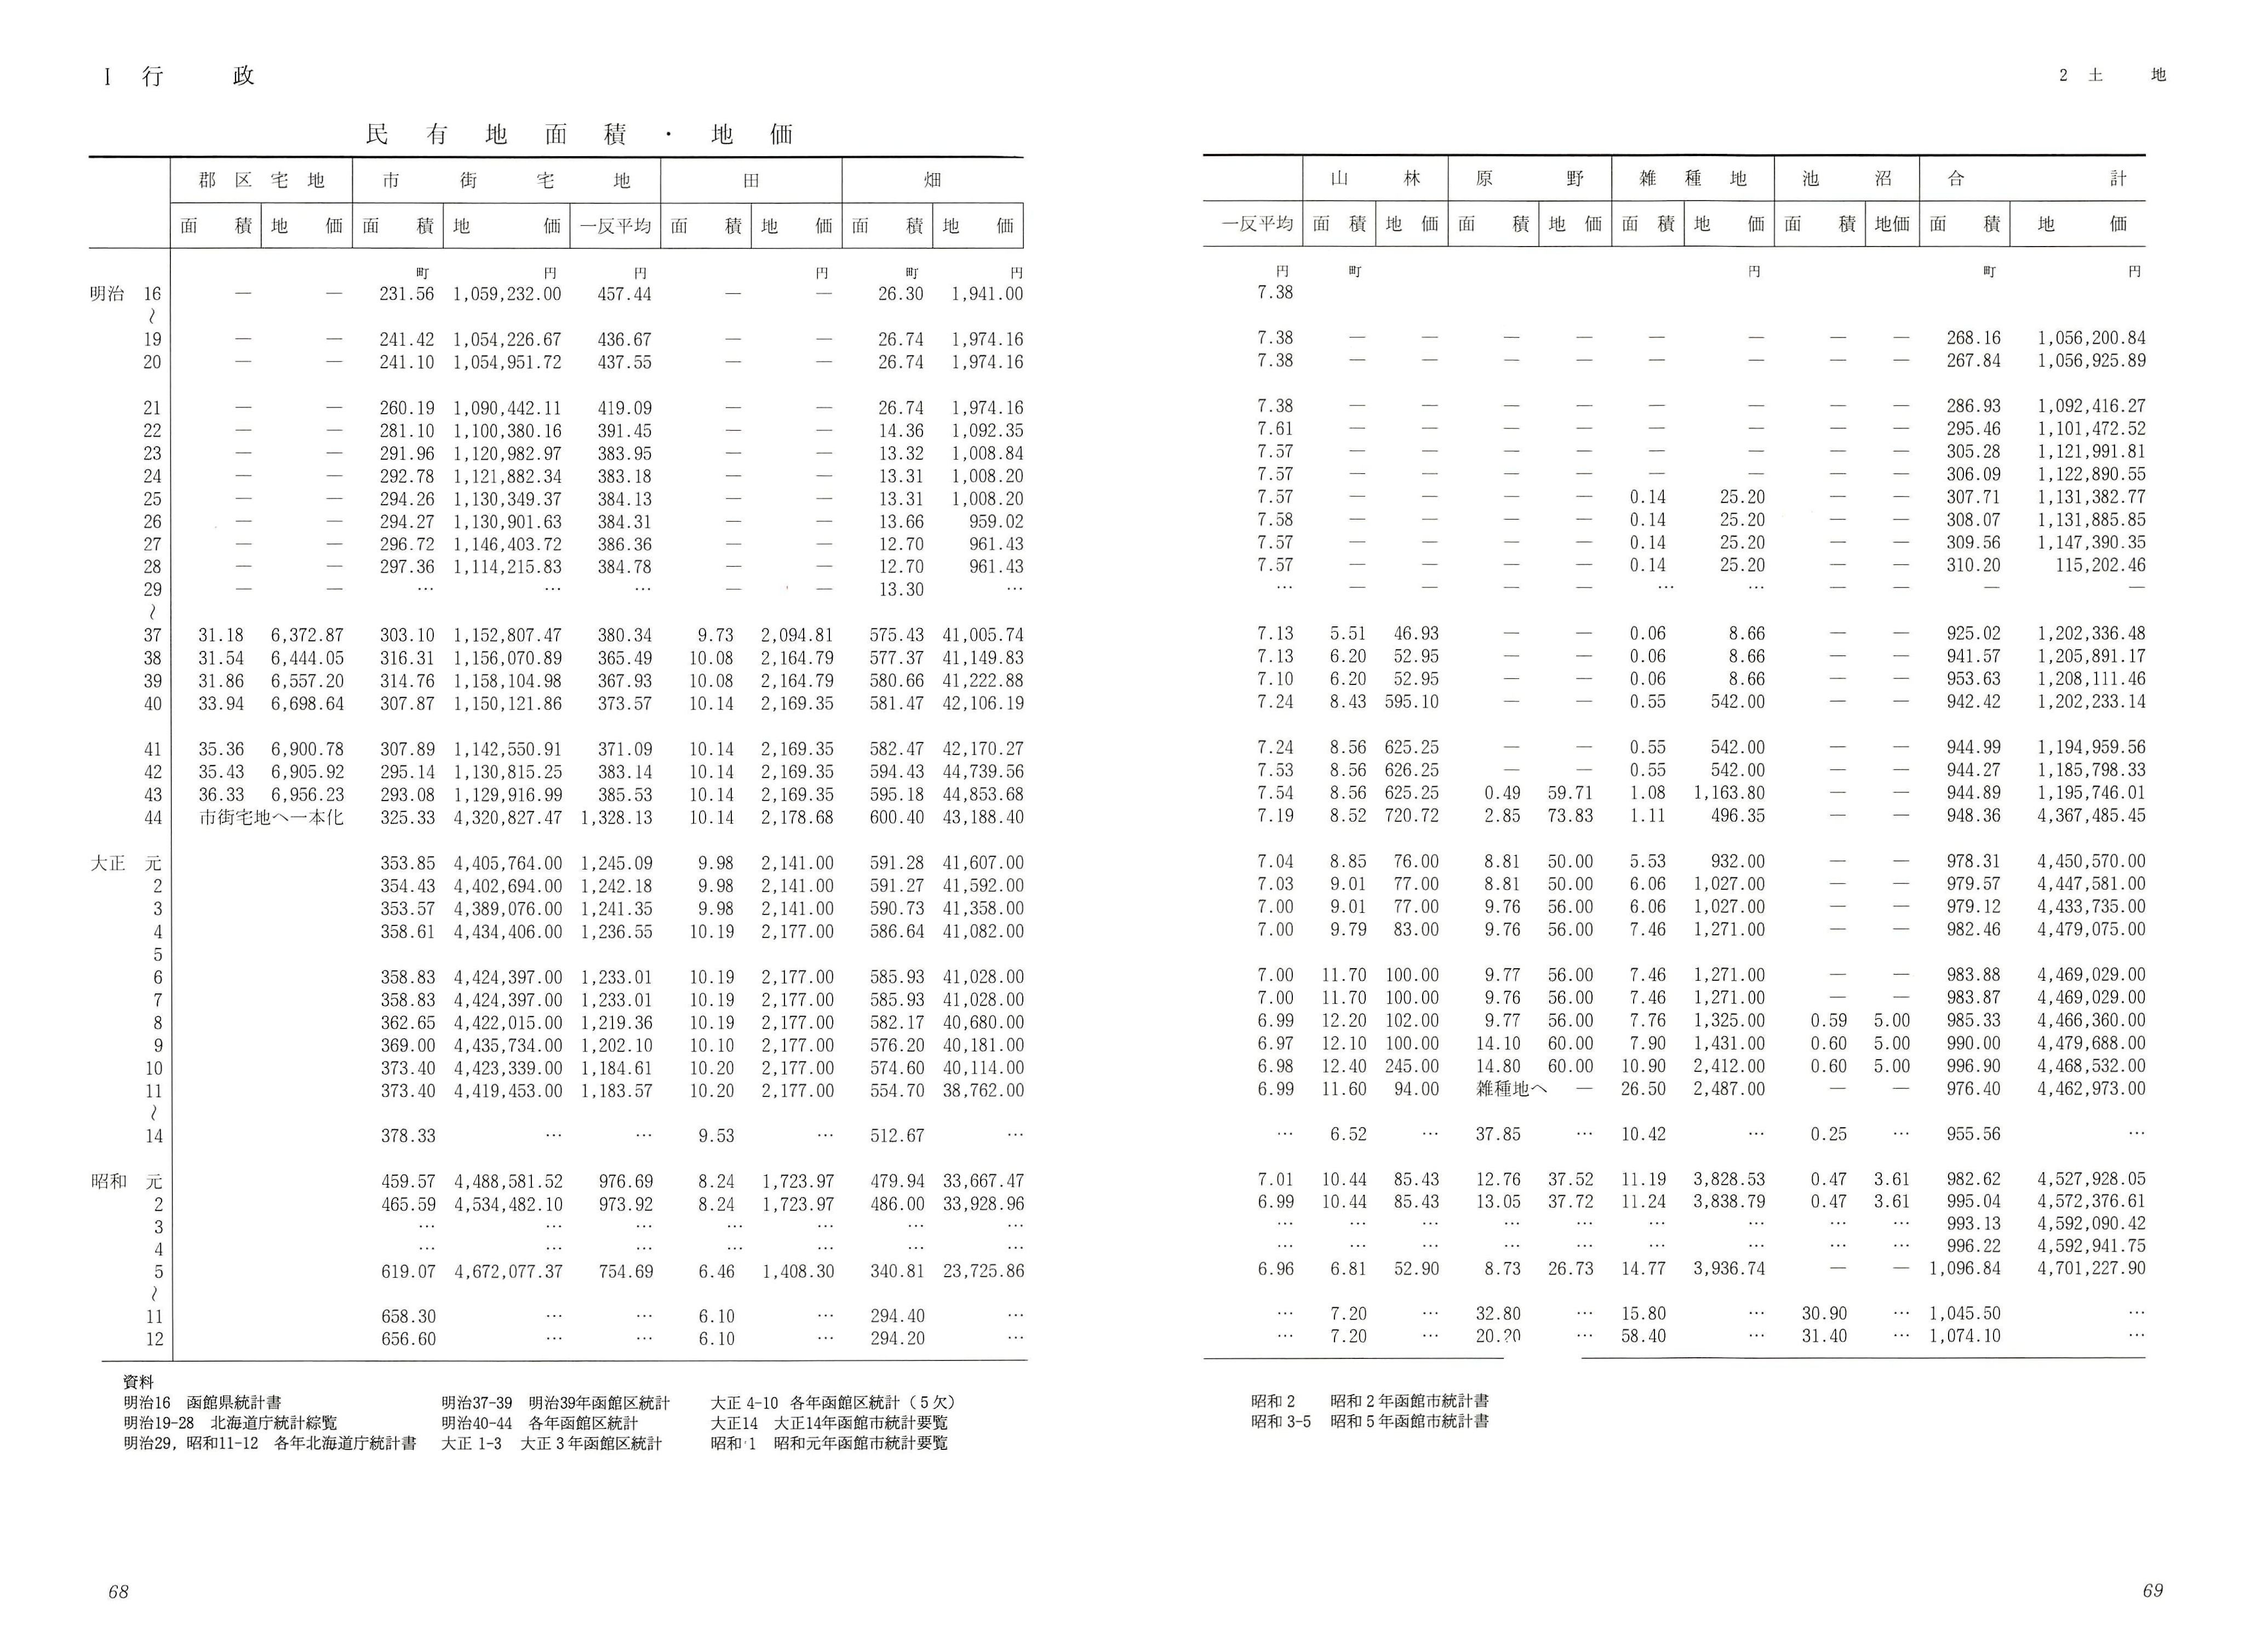 I 行 政
民有地面積・地価
郡区宅地 市街宅地 田 畑
面積 地価 面積 地価 一反平均 面積 地価 面積 地価
町 円 円 円 町 円
明治 16 — — 231.56 1,059,232.00 457.44 — — 26.30 1,941.00
〜
19 — — 241.42 1,054,226.67 436.67 — — 26.74 1,974.16
20 — — 241.10 1,054,951.72 437.55 — — 26.74 1,974.16
21 — — 260.19 1,090,442.11 419.09 — — 26.74 1,974.16
22 — — 281.10 1,100,380.16 391.45 — — 14.36 1,092.35
23 — — 291.96 1,120,982.97 383.95 — — 13.32 1,008.84
24 — — 292.78 1,121,882.34 383.18 — — 13.31 1,008.20
25 — — 294.26 1,130,349.37 384.13 — — 13.31 1,008.20
26 — — 294.27 1,130,901.63 384.31 — — 13.66 959.02
27 — — 296.72 1,146,403.72 386.36 — — 12.70 961.43
28 — — 297.36 1,114,215.83 384.78 — — 12.70 961.43
29 — — … … … — — 13.30 …
〜
37 31.18 6,372.87 303.10 1,152,807.47 380.34 9.73 2,094.81 575.43 41,005.74
38 31.54 6,444.05 316.31 1,156,070.89 365.49 10.08 2,164.79 577.37 41,149.83
39 31.86 6,557.20 314.76 1,158,104.98 367.93 10.08 2,164.79 580.66 41,222.88
40 33.94 6,698.64 307.87 1,150,121.86 373.57 10.14 2,169.35 581.47 42,106.19
41 35.36 6,900.78 307.89 1,142,550.91 371.09 10.14 2,169.35 582.47 42,170.27
42 35.43 6,905.92 295.14 1,130,815.25 383.14 10.14 2,169.35 594.43 44,739.56
43 36.33 6,956.23 293.08 1,129,916.99 385.53 10.14 2,169.35 595.18 44,853.68
44 市街宅地へ一本化 325.33 4,320,827.47 1,328.13 10.14 2,178.68 600.40 43,188.40
大正 元 353.85 4,405,764.00 1,245.09 9.98 2,141.00 591.28 41,607.00
2 354.43 4,402,694.00 1,242.18 9.98 2,141.00 591.27 41,592.00
3 353.57 4,389,076.00 1,241.35 9.98 2,141.00 590.73 41,358.00
4 358.61 4,434,406.00 1,236.55 10.19 2,177.00 586.64 41,082.00
5
6 358.83 4,424,397.00 1,233.01 10.19 2,177.00 585.93 41,028.00
7 358.83 4,424,397.00 1,233.01 10.19 2,177.00 585.93 41,028.00
8 362.65 4,422,015.00 1,219.36 10.19 2,177.00 582.17 40,680.00
9 369.00 4,435,734.00 1,202.10 10.10 2,177.00 576.20 40,181.00
10 373.40 4,423,339.00 1,184.61 10.20 2,177.00 574.60 40,114.00
11 373.40 4,419,453.00 1,183.57 10.20 2,177.00 554.70 38,762.00
〜
14 378.33 … … 9.53 … 512.67 …
昭和 元 459.57 4,488,581.52 976.69 8.24 1,723.97 479.94 33,667.47
2 465.59 4,534,482.10 973.92 8.24 1,723.97 486.00 33,928.96
3 … … … … … … …
4 … … … … … … …
5 619.07 4,672,077.37 754.69 6.46 1,408.30 340.81 23,725.86
〜
11 658.30 … … 6.10 … 294.40 …
12 656.60 … … 6.10 … 294.20 …
資料
明治16 函館県統計書 明治37-39 明治39年函館区統計 大正4-10 各年函館区統計(5欠)
明治19-28 北海道庁統計綜覧 明治40-44 各年函館区統計 大正14 大正14年函館市統計要覧
明治29, 昭和11-12 各年北海道庁統計書 大正1-3 大正3年函館区統計 昭和1 昭和元年函館市統計要覧
68
2 土 地
山林 原野 雑種地 池沼 合計
一反平均 面積 地価 面積 地価 面積 地価 面積 地価 面積 地価
円 町 円 町 円
7.38
7.38 — — — — — — — — 268.16 1,056,200.84
7.38 — — — — — — — — 267.84 1,056,925.89
7.38 — — — — — — — — 286.93 1,092,416.27
7.61 — — — — — — — — 295.46 1,101,472.52
7.57 — — — — — — — — 305.28 1,121,991.81
7.57 — — — — — — — — 306.09 1,122,890.55
7.57 — — — — 0.14 25.20 — — 307.71 1,131,382.77
7.58 — — — — 0.14 25.20 — — 308.07 1,131,885.85
7.57 — — — — 0.14 25.20 — — 309.56 1,147,390.35
7.57 — — — — 0.14 25.20 — — 310.20 115,202.46
… — — — — … … — — — —
7.13 5.51 46.93 — — 0.06 8.66 — — 925.02 1,202,336.48
7.13 6.20 52.95 — — 0.06 8.66 — — 941.57 1,205,891.17
7.10 6.20 52.95 — — 0.06 8.66 — — 953.63 1,208,111.46
7.24 8.43 595.10 — — 0.55 542.00 — — 942.42 1,202,233.14
7.24 8.56 625.25 — — 0.55 542.00 — — 944.99 1,194,959.56
7.53 8.56 626.25 — — 0.55 542.00 — — 944.27 1,185,798.33
7.54 8.56 625.25 0.49 59.71 1.08 1,163.80 — — 944.89 1,195,746.01
7.19 8.52 720.72 2.85 73.83 1.11 496.35 — — 948.36 4,367,485.45
7.04 8.85 76.00 8.81 50.00 5.53 932.00 — — 978.31 4,450,570.00
7.03 9.01 77.00 8.81 50.00 6.06 1,027.00 — — 979.57 4,447,581.00
7.00 9.01 77.00 9.76 56.00 6.06 1,027.00 — — 979.12 4,433,735.00
7.00 9.79 83.00 9.76 56.00 7.46 1,271.00 — — 982.46 4,479,075.00
7.00 11.70 100.00 9.77 56.00 7.46 1,271.00 — — 983.88 4,469,029.00
7.00 11.70 100.00 9.76 56.00 7.46 1,271.00 — — 983.87 4,469,029.00
6.99 12.20 102.00 9.77 56.00 7.76 1,325.00 0.59 5.00 985.33 4,466,360.00
6.97 12.10 100.00 14.10 60.00 7.90 1,431.00 0.60 5.00 990.00 4,479,688.00
6.98 12.40 245.00 14.80 60.00 10.90 2,412.00 0.60 5.00 996.90 4,468,532.00
6.99 11.60 94.00 雑種地へ — 26.50 2,487.00 — — 976.40 4,462,973.00
… 6.52 … 37.85 … 10.42 … 0.25 … 955.56 …
7.01 10.44 85.43 12.76 37.52 11.19 3,828.53 0.47 3.61 982.62 4,527,928.05
6.99 10.44 85.43 13.05 37.72 11.24 3,838.79 0.47 3.61 995.04 4,572,376.61
… … … … … … … … … 993.13 4,592,090.42
… … … … … … … … … 996.22 4,592,941.75
6.96 6.81 52.90 8.73 26.73 14.77 3,936.74 — — 1,096.84 4,701,227.90
… 7.20 … 32.80 … 15.80 … 30.90 … 1,045.50 …
… 7.20 … 20.20 … 58.40 … 31.40 … 1,074.10 …
昭和2 昭和2年函館市統計書
昭和3-5 昭和5年函館市統計書
69